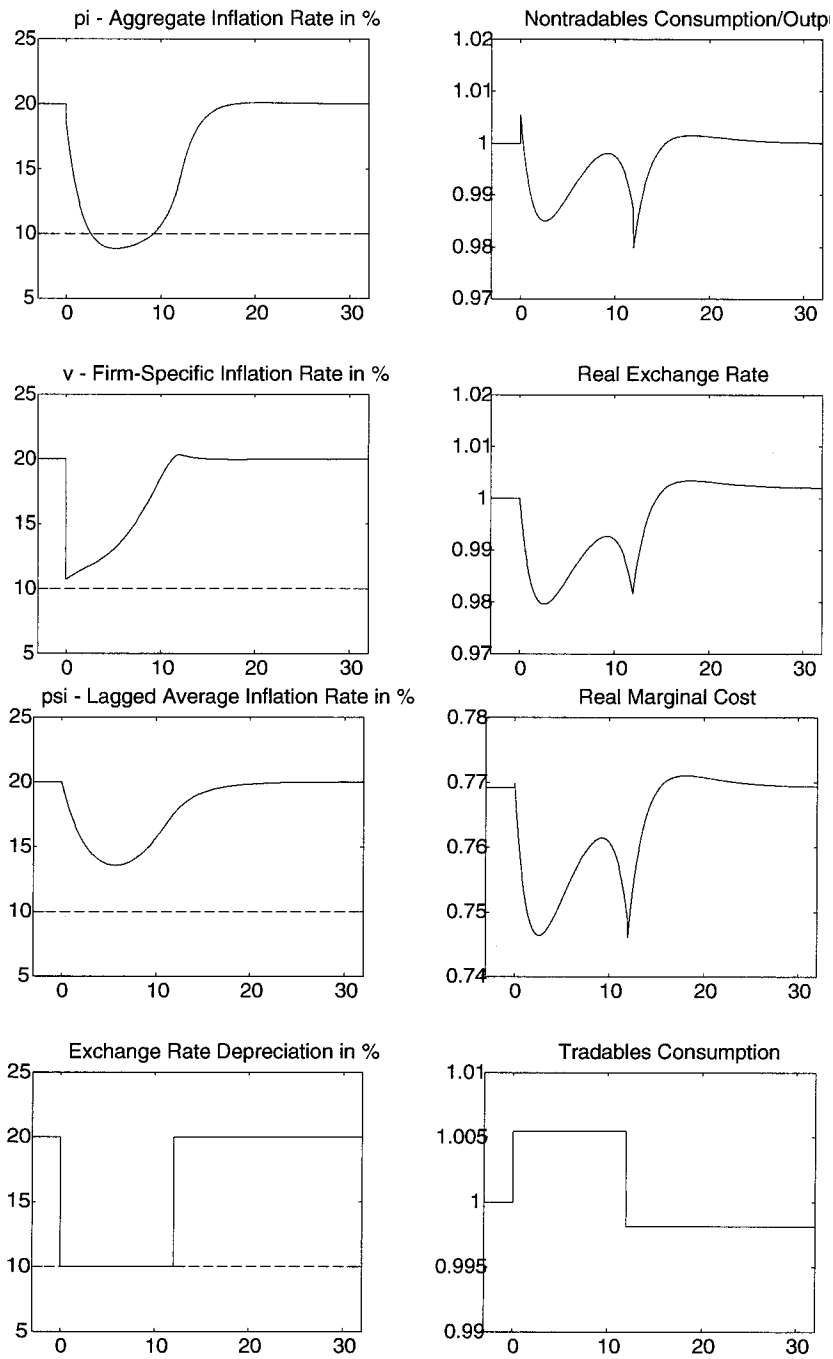 pi - Aggregate Inflation Rate in %
25
20
15
10
5
0 10 20 30
Nontradables Consumption/Outpu
1.02
1.01
1
0.99
0.98
0.97
0 10 20 30
v - Firm-Specific Inflation Rate in %
25
20
15
10
5
0 10 20 30
Real Exchange Rate
1.02
1.01
1
0.99
0.98
0.97
0 10 20 30
psi - Lagged Average Inflation Rate in %
25
20
15
10
5
0 10 20 30
Real Marginal Cost
0.78
0.77
0.76
0.75
0.74
0 10 20 30
Exchange Rate Depreciation in %
25
20
15
10
5
0 10 20 30
Tradables Consumption
1.01
1.005
1
0.995
0.99
0 10 20 30